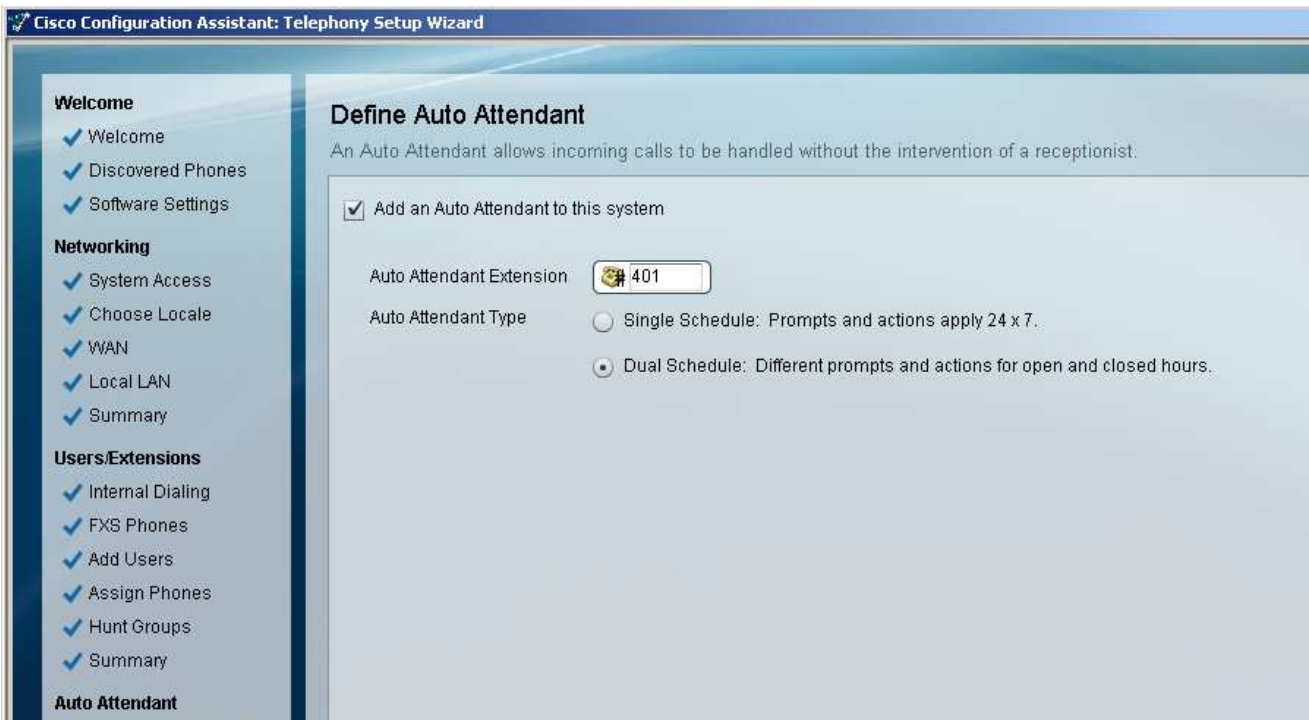 Cisco Configuration Assistant: Telephony Setup Wizard
Welcome
Welcome
Discovered Phones
Software Settings
Networking
System Access
Choose Locale
WAN
Local LAN
Summary
Users/Extensions
Internal Dialing
FXS Phones
Add Users
Assign Phones
Hunt Groups
Summary
Auto Attendant
Define Auto Attendant
An Auto Attendant allows incoming calls to be handled without the intervention of a receptionist.
Add an Auto Attendant to this system
Auto Attendant Extension # 401
Auto Attendant Type Single Schedule: Prompts and actions apply 24 x 7.
Dual Schedule: Different prompts and actions for open and closed hours.